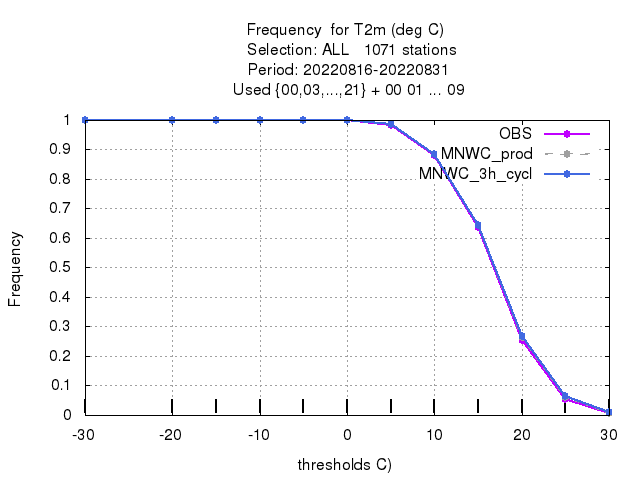 Frequency  for T2m (deg C)
Selection: ALL   1071 stations
Period: 20220816-20220831
Used {00,03,...,21} + 00 01 ... 09
1
0.9
0.8
0.7
0.6
0.5
0.4
0.3
0.2
0.1
0
Frequency
OBS
MNWC_prod
MNWC_3h_cycl
-30
-20
-10
0
10
20
30
thresholds C)